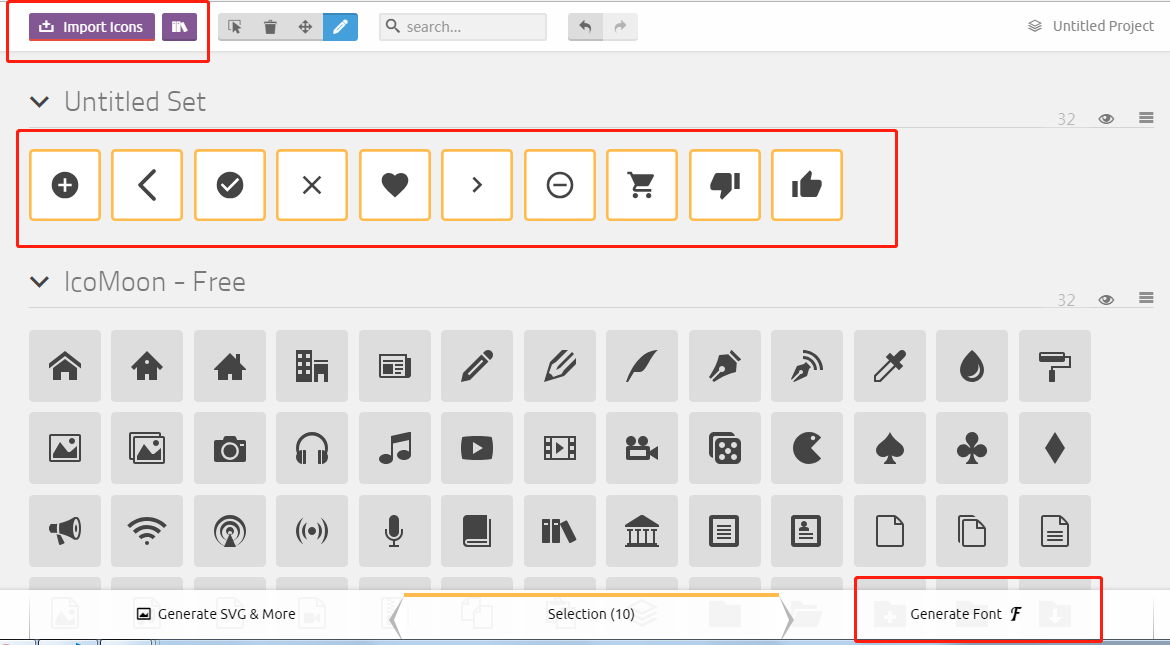 Import Icons
search...
Untitled Project
Untitled Set
32
IcoMoon - Free
32
Generate SVG & More
Selection (10)
Generate Font